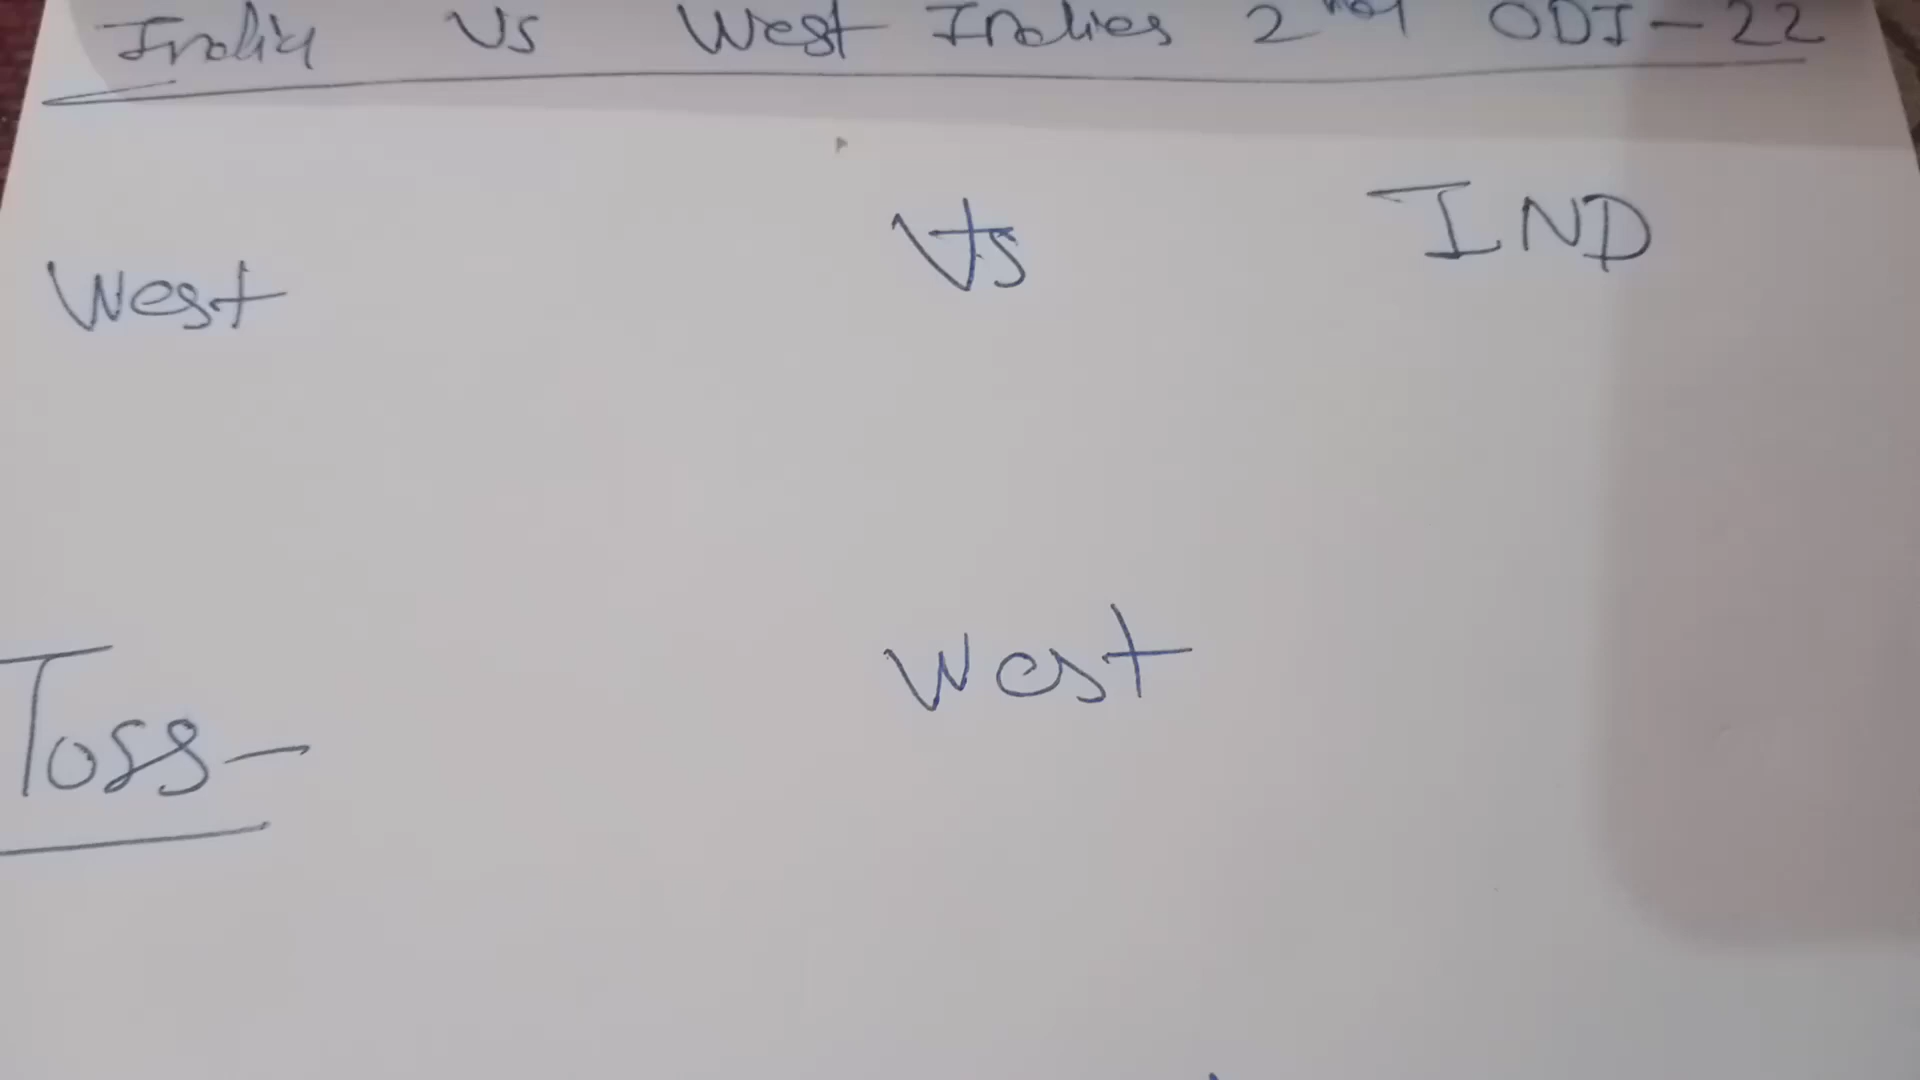 India Vs West Indies 2nd ODI-22
West Vs IND
West
Toss-